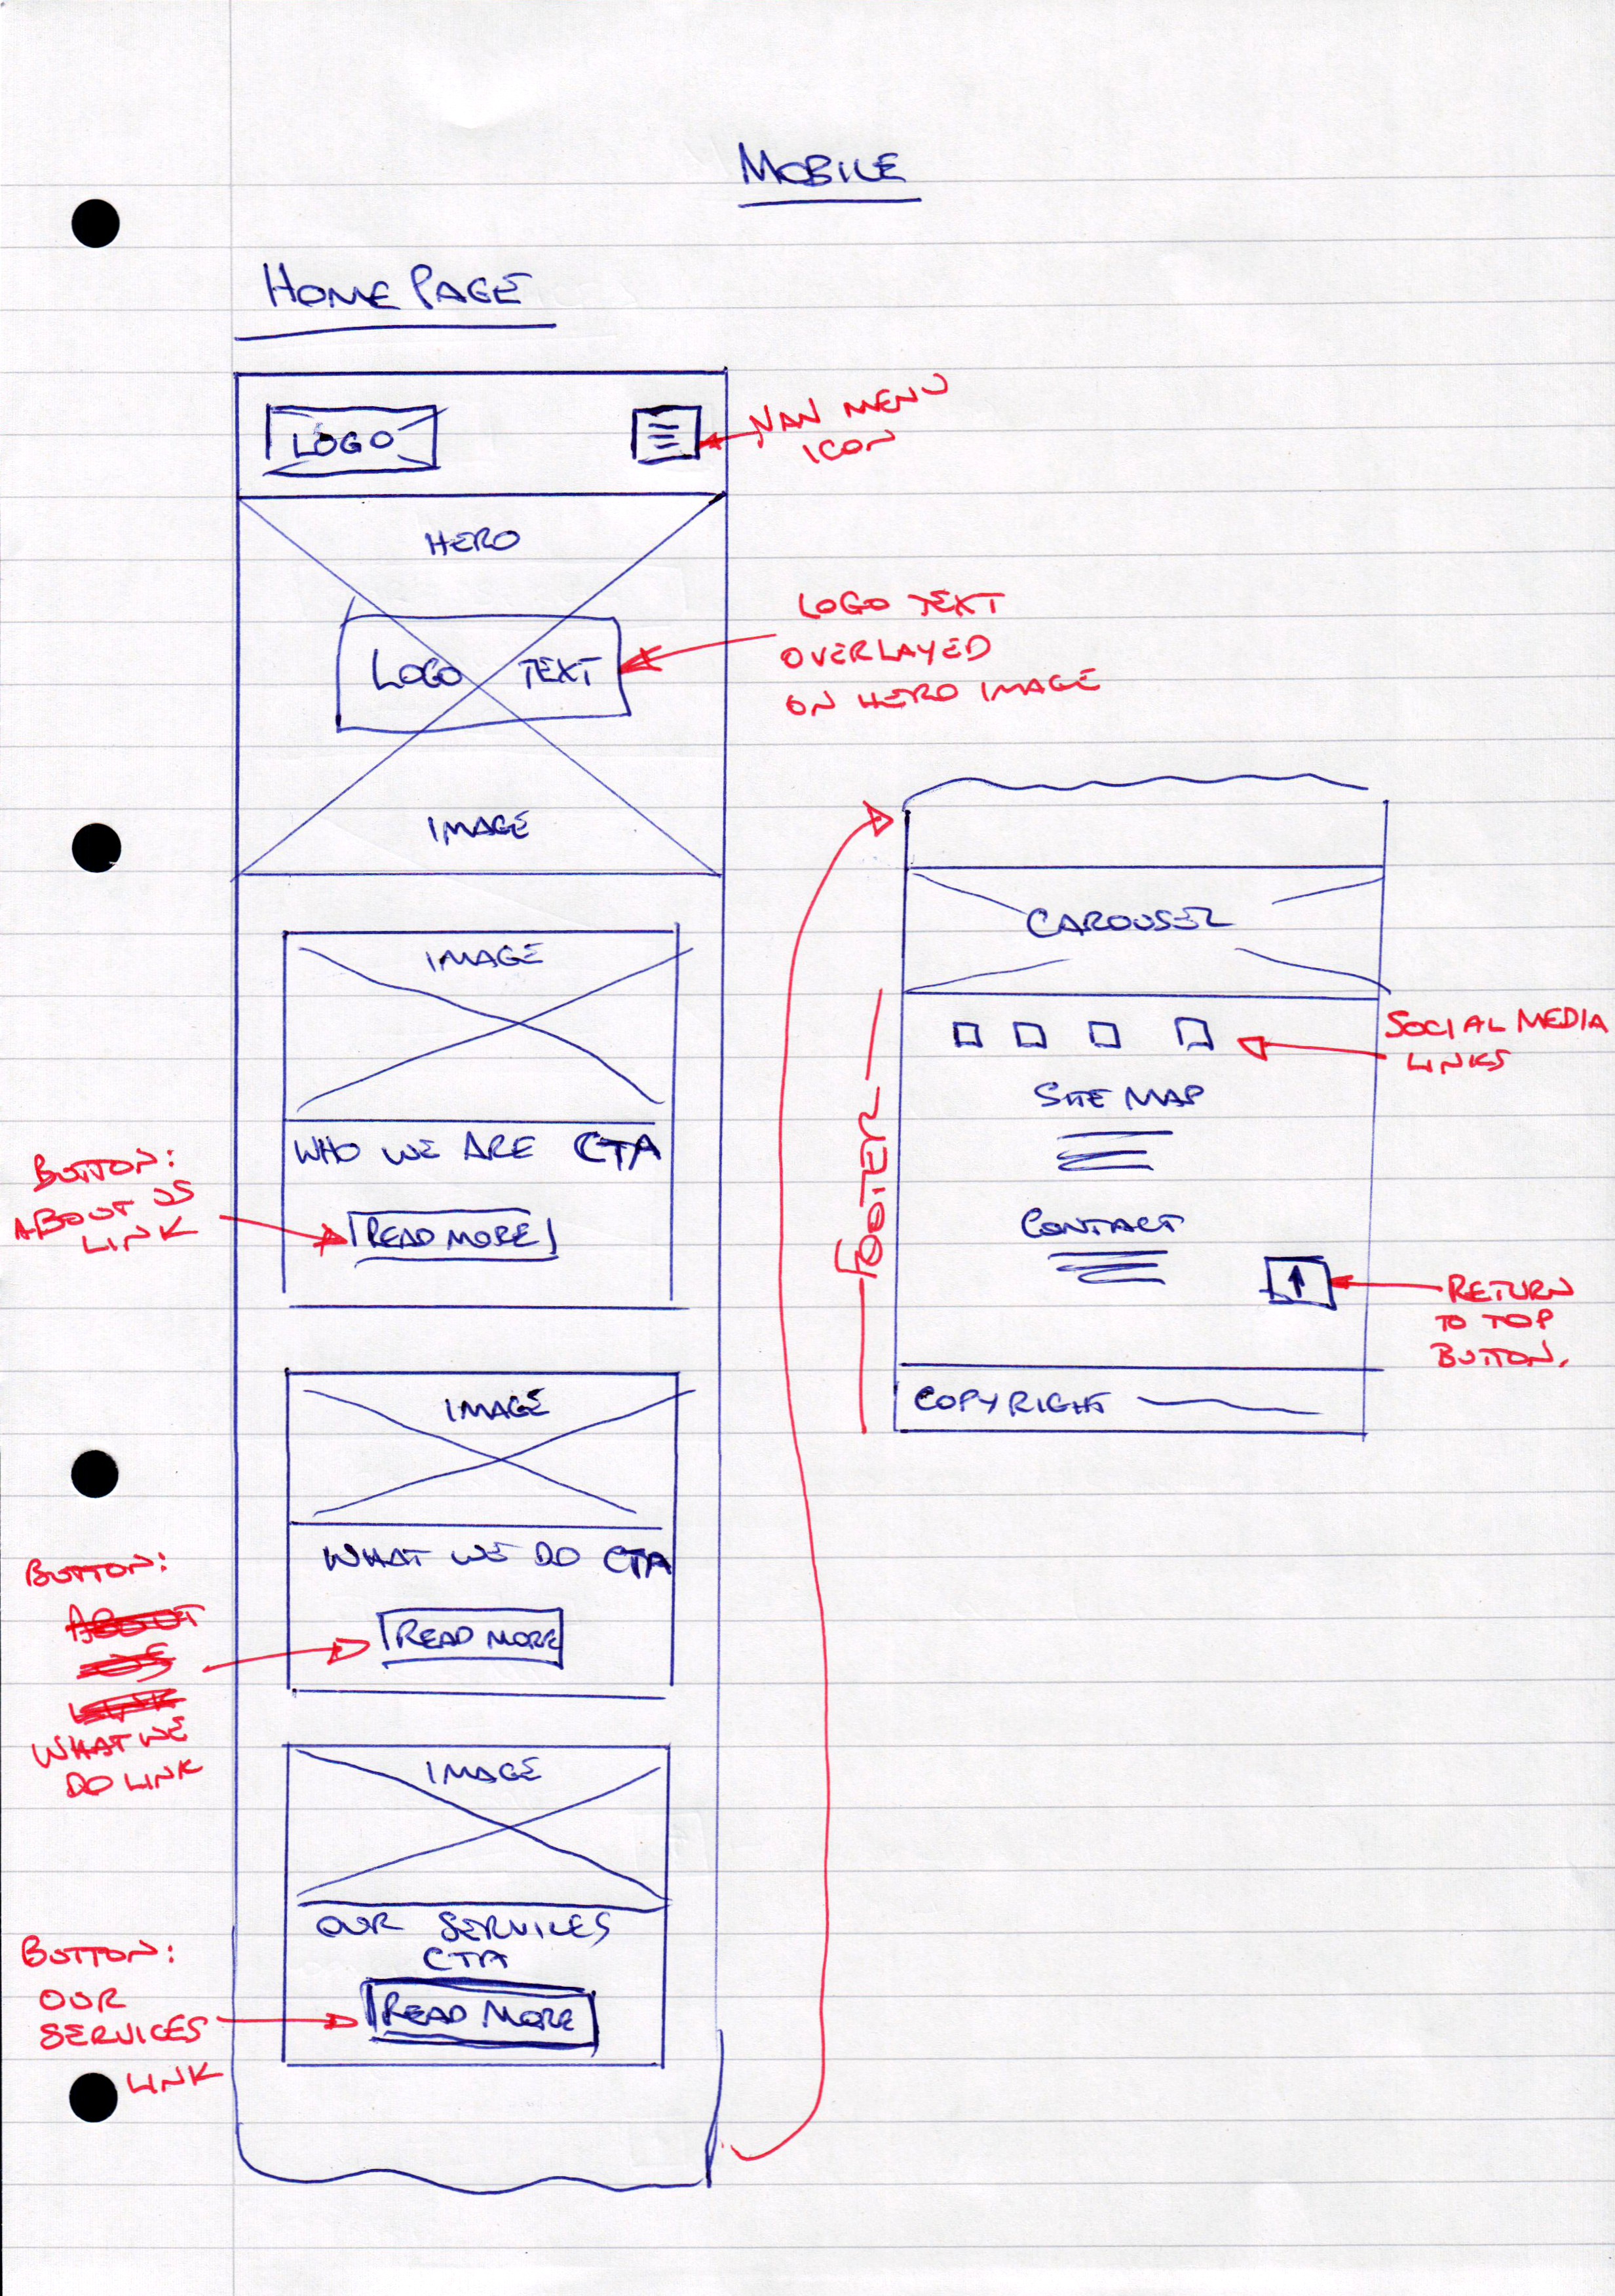 MOBILE
HOME PAGE
LOGO
NAV MENU
ICON
HERO
LOGO TEXT
IMAGE
LOGO TEXT
OVERLAYED
ON HERO IMAGE
IMAGE
WHO WE ARE CTA
READ MORE
BUTTON:
ABOUT US
LINK
IMAGE
WHAT WE DO CTA
READ MORE
BUTTON:
ABOUT
US
LINK
WHAT WE
DO LINK
IMAGE
OUR SERVICES
CTA
READ MORE
BUTTON:
OUR
SERVICES
LINK
CAROUSEL
SOCIAL MEDIA
LINKS
SITE MAP
CONTACT
FOOTER
RETURN
TO TOP
BUTTON.
COPYRIGHT